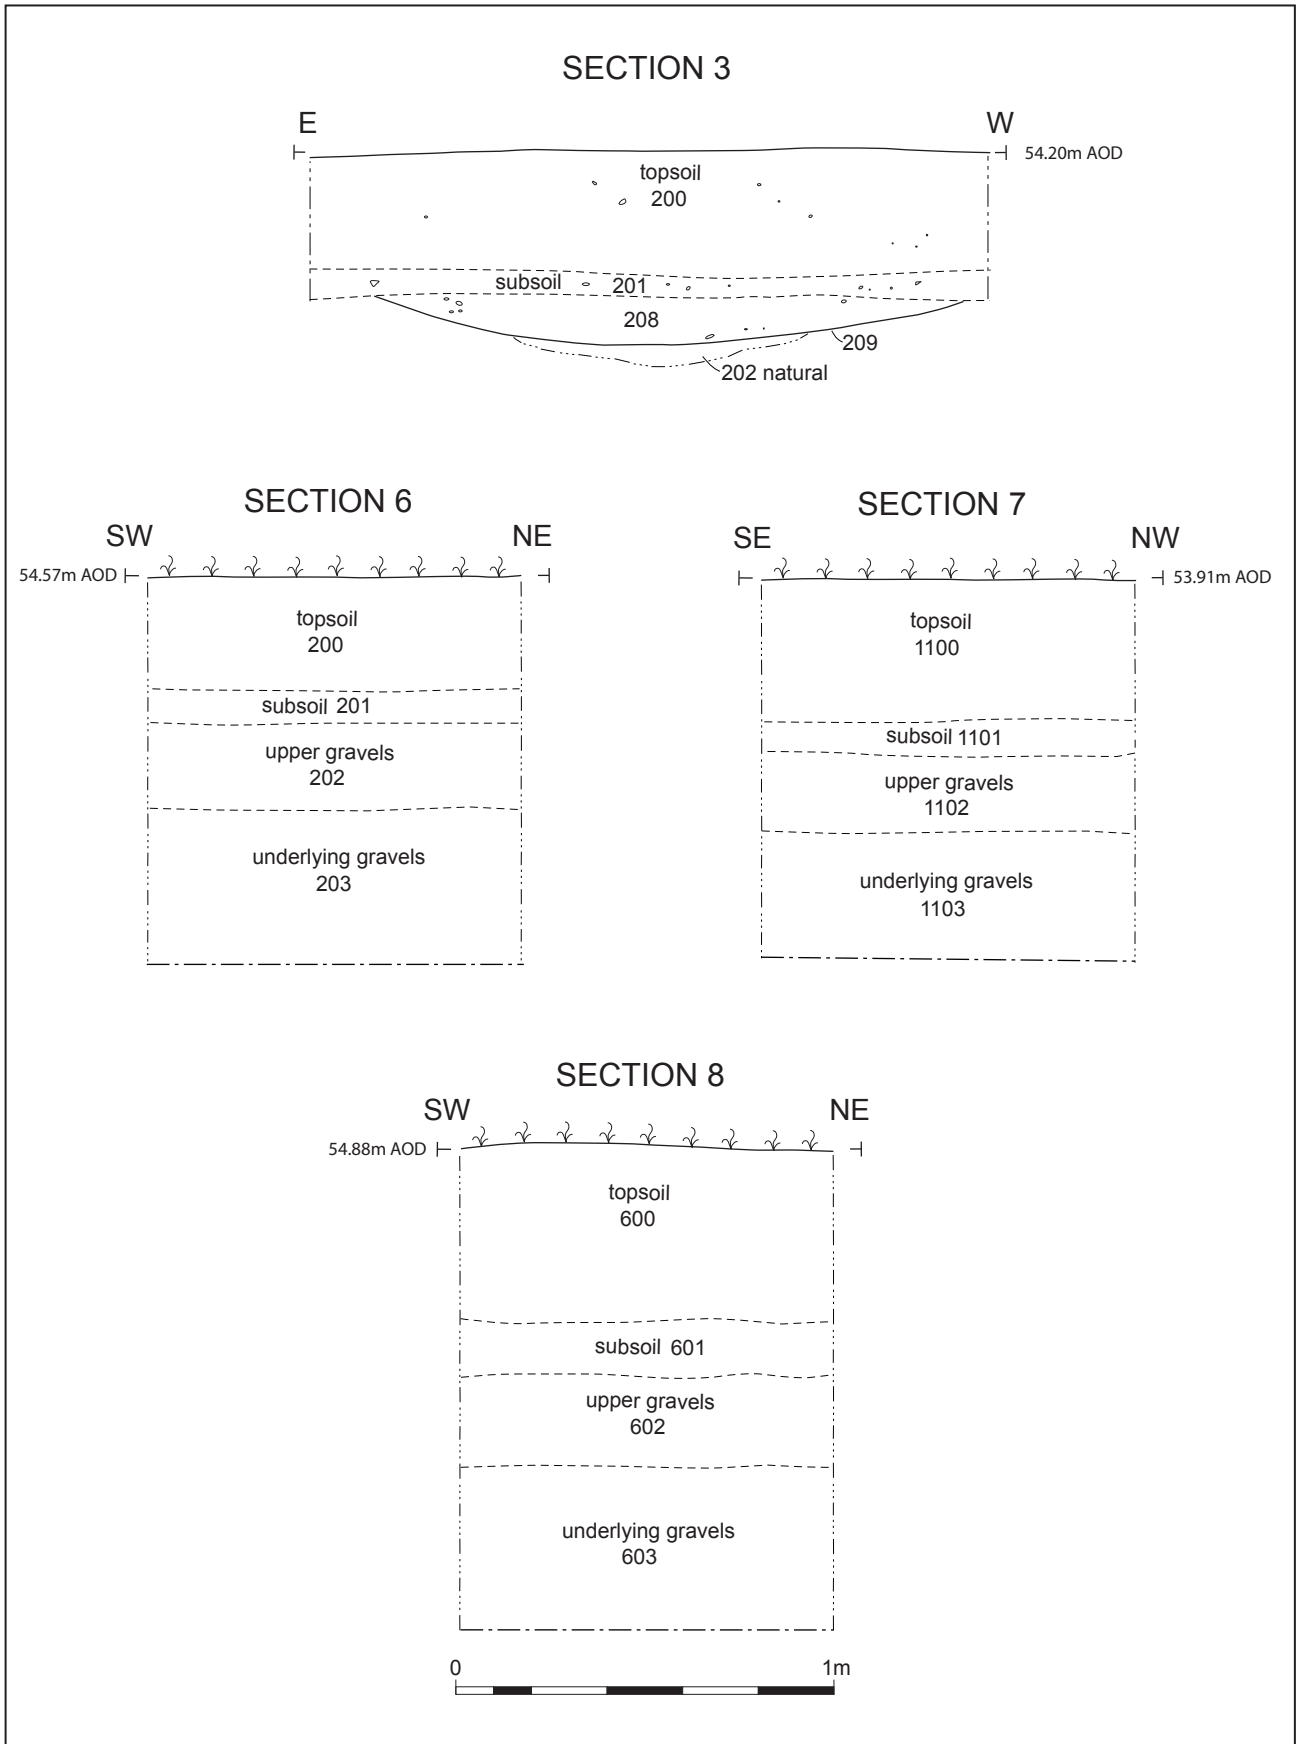 SECTION 3
E
W
54.20m AOD
topsoil
200
subsoil
201
208
209
202 natural
SECTION 6
SW
NE
54.57m AOD
topsoil
200
subsoil 201
upper gravels
202
underlying gravels
203
SECTION 7
SE
NW
53.91m AOD
topsoil
1100
subsoil 1101
upper gravels
1102
underlying gravels
1103
SECTION 8
SW
NE
54.88m AOD
topsoil
600
subsoil 601
upper gravels
602
underlying gravels
603
0
1m